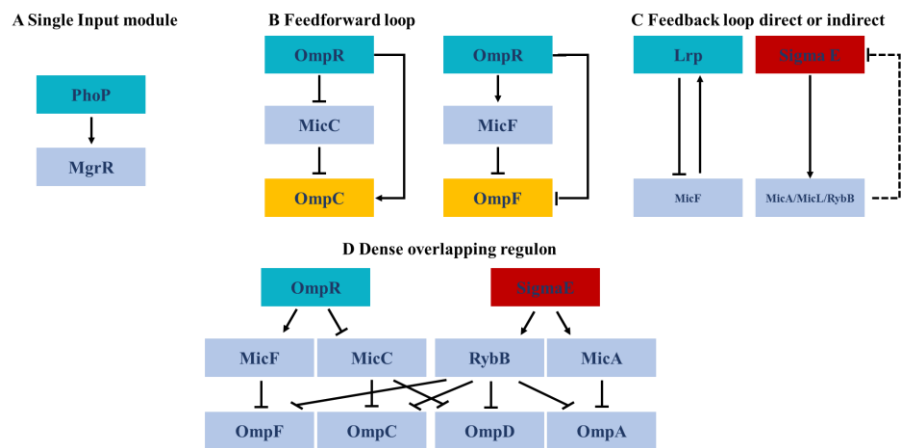 A Single Input module
B Feedforward loop
C Feedback loop direct or indirect
PhoP
MgrR
OmpR
MicC
OmpC
OmpR
MicF
OmpF
Lrp
MicF
Sigma E
MicA/MicL/RybB
D Dense overlapping regulon
OmpR
SigmaE
MicF
MicC
RybB
MicA
OmpF
OmpC
OmpD
OmpA